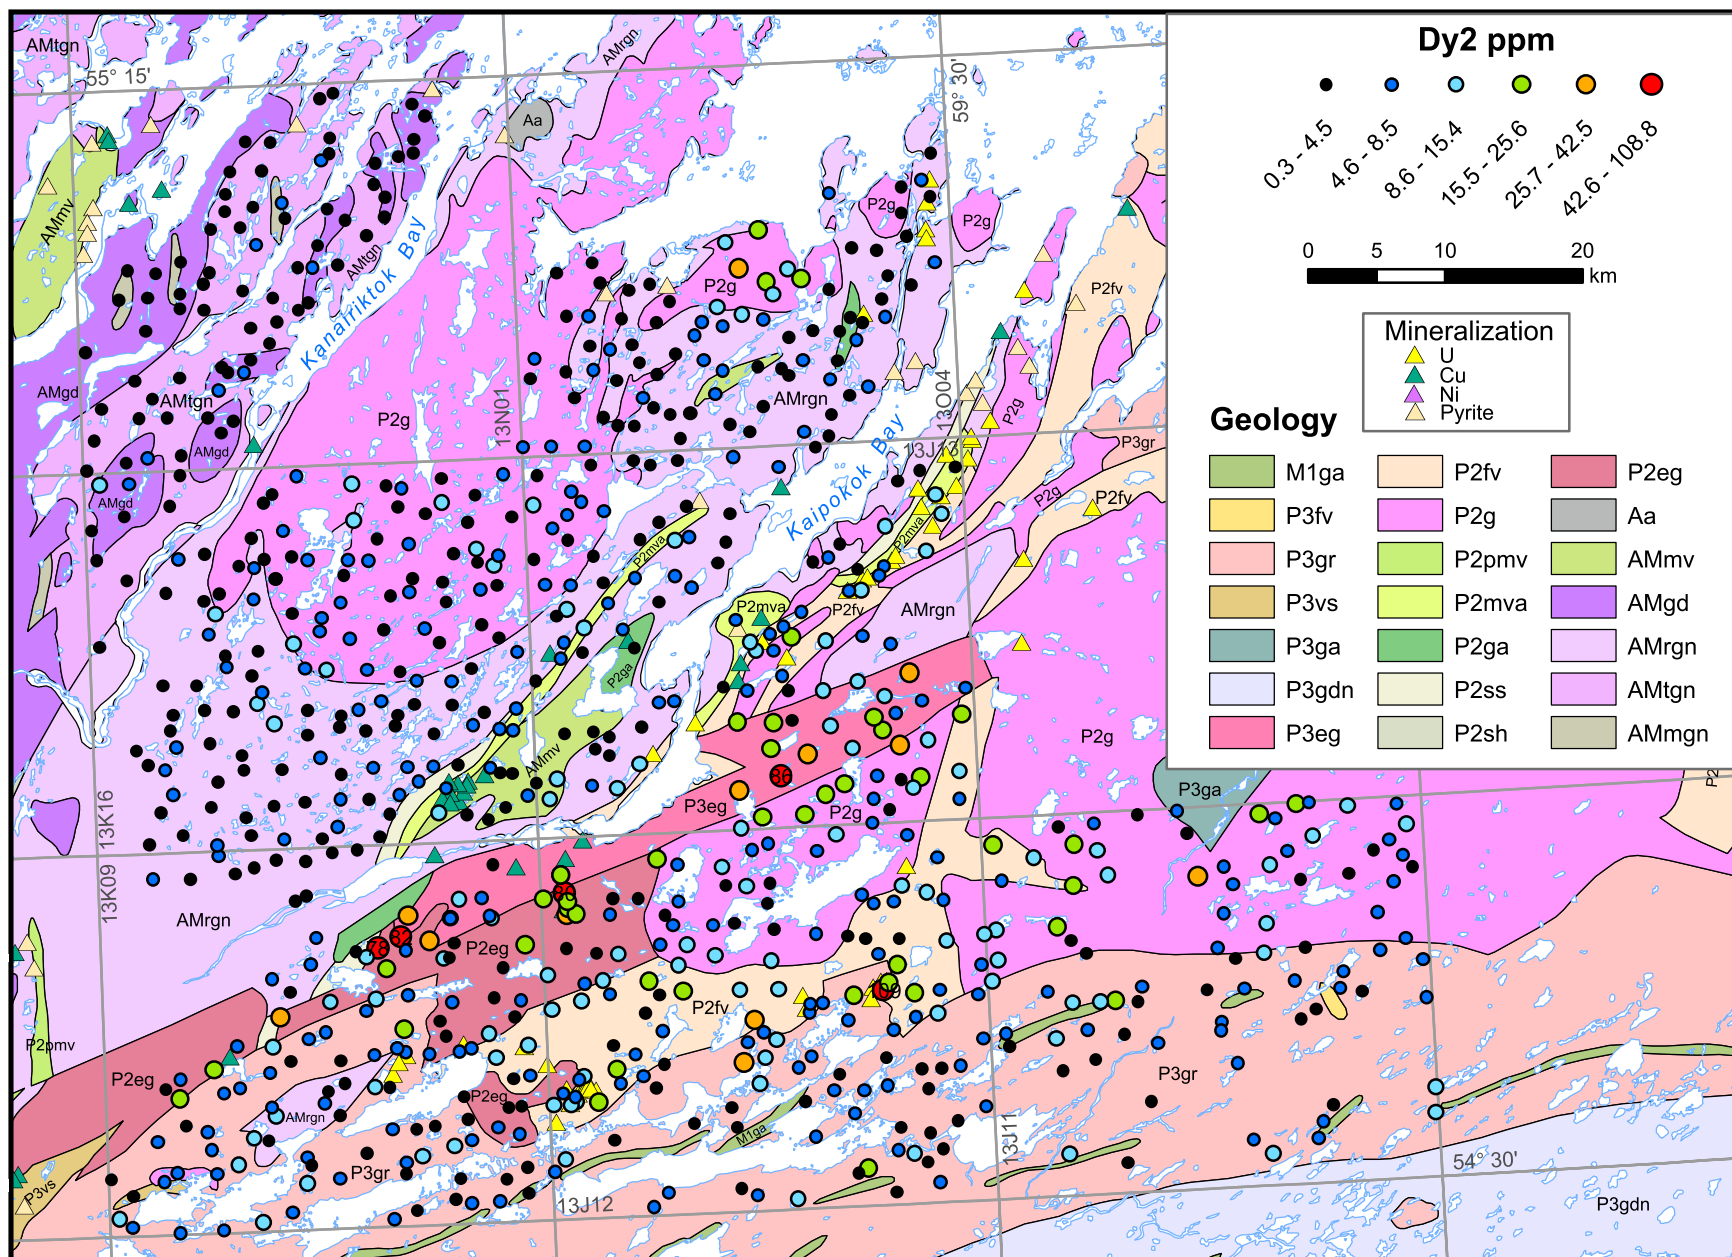 Dy2 ppm
0.3 - 4.5
4.6 - 8.5
8.6 - 15.4
15.5 - 25.6
25.7 - 42.5
42.6 - 108.8
0 5 10 20
km
Mineralization
U
Cu
Ni
Pyrite
Geology
M1ga
P3fv
P3gr
P3vs
P3ga
P3gdn
P3eg
P2fv
P2g
P2pmv
P2mva
P2ga
P2ss
P2sh
P2eg
Aa
AMmv
AMgd
AMrgn
AMtgn
AMmgn
AMtgn
55° 15'
AMrgn
Aa
59° 30'
AMmv
AMtgn
Kanairiktok Bay
P2g
P2g
P2g
P2fv
AMgd
AMtgn
P2g
13N01
AMrgn
13O04
P2g
P3gr
AMgd
AMgd
13J13
Kaipokok Bay
P2g
P2fv
P2mva
P2mva
P2mva
P2fv
AMrgn
P2ga
AMmv
P2g
P3ga
86
P3eg
P2g
13K16
13K09
AMrgn
80
82
78
P2eg
109
P2fv
P2pmv
P2eg
P2eg
AMrgn
P3gr
M1ga
13J11
P3gr
P3vs
13J12
54° 30'
P3gdn